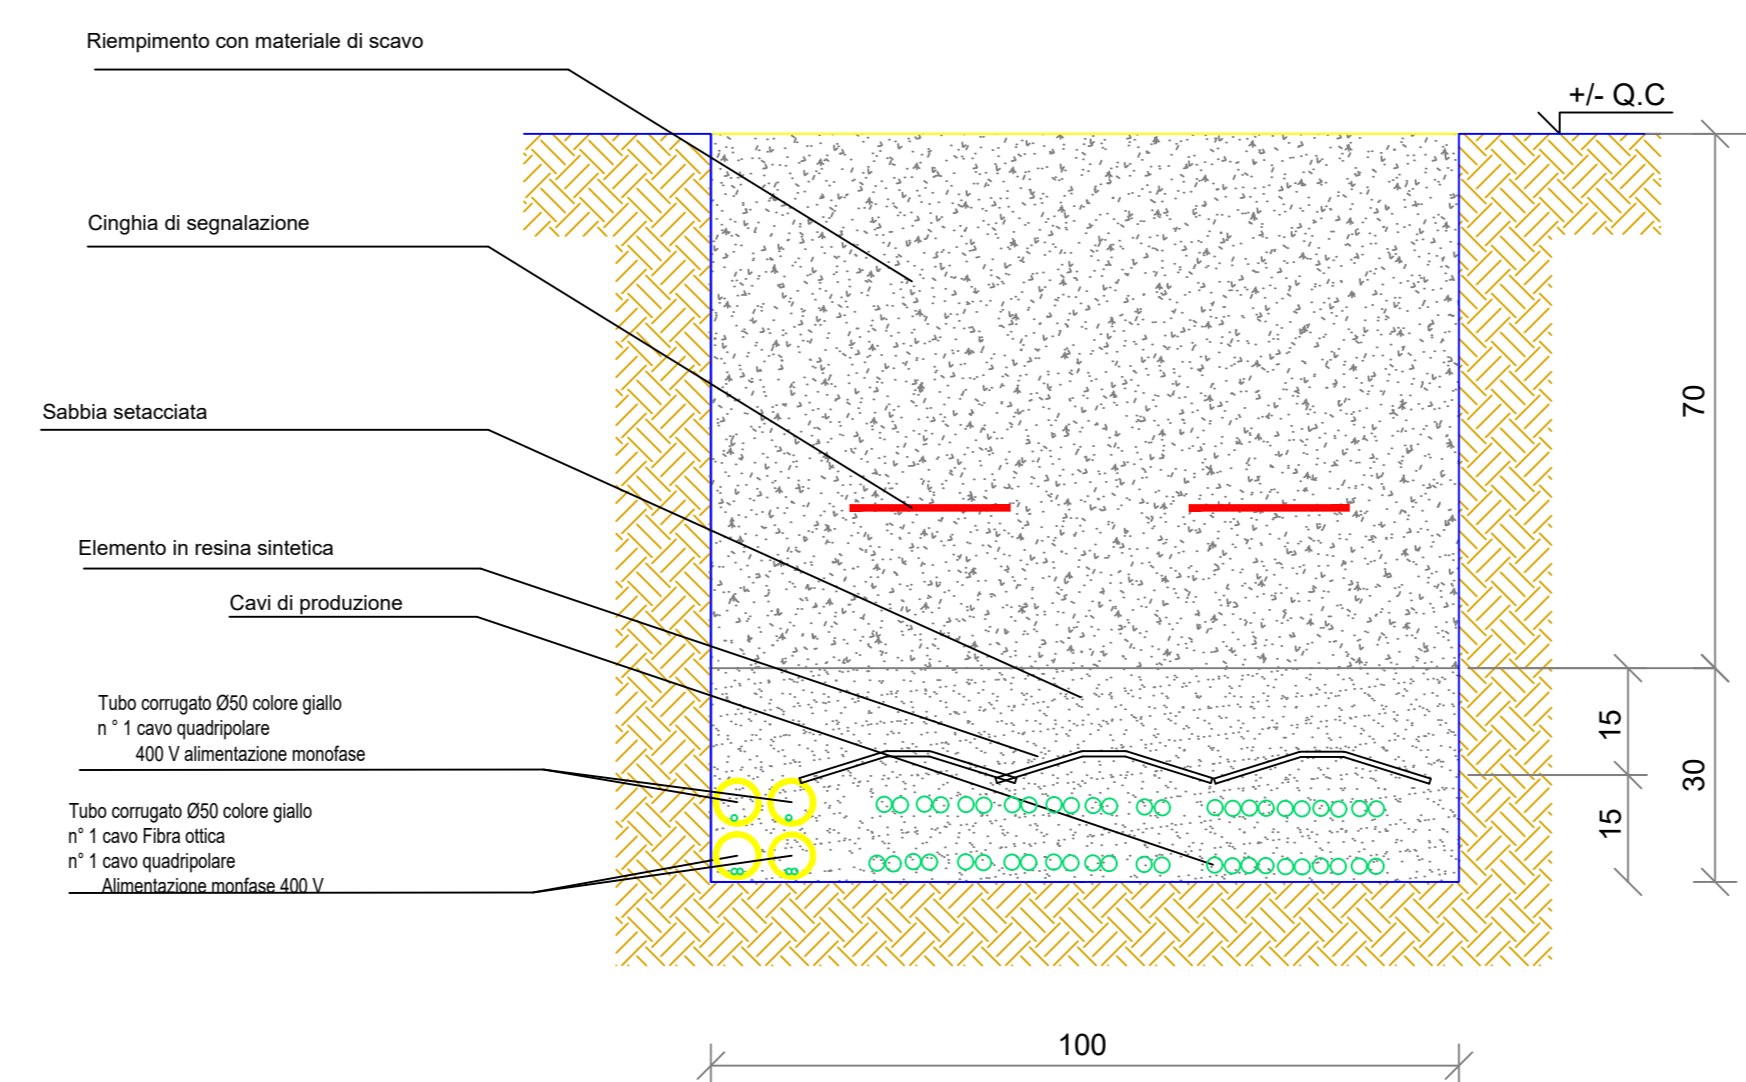 Riempimento con materiale di scavo
+/- Q.C
Cinghia di segnalazione
Sabbia setacciata
Elemento in resina sintetica
Cavi di produzione
Tubo corrugato Ø50 colore giallo
n ° 1 cavo quadripolare
400 V alimentazione monofase
Tubo corrugato Ø50 colore giallo
n° 1 cavo Fibra ottica
n° 1 cavo quadripolare
Alimentazione monfase 400 V
70
15
30
15
100